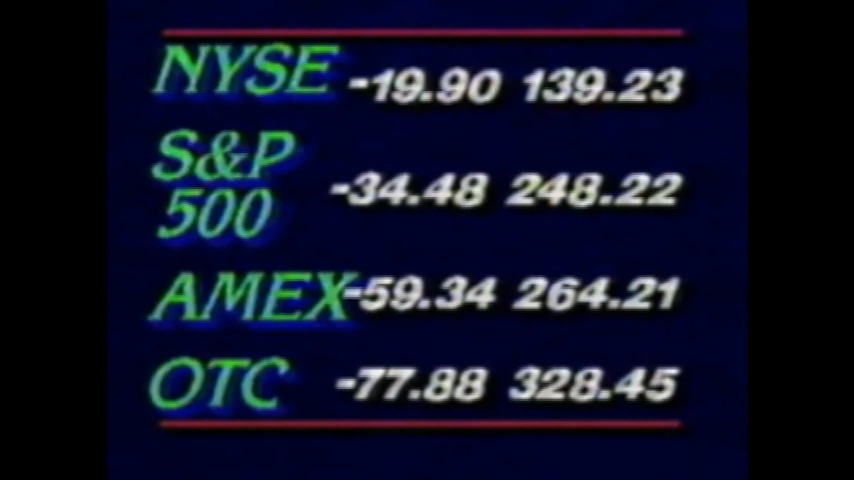 NYSE -19.90 139.23
S&P
500 -34.48 248.22
AMEX -59.34 264.21
OTC -77.88 328.45